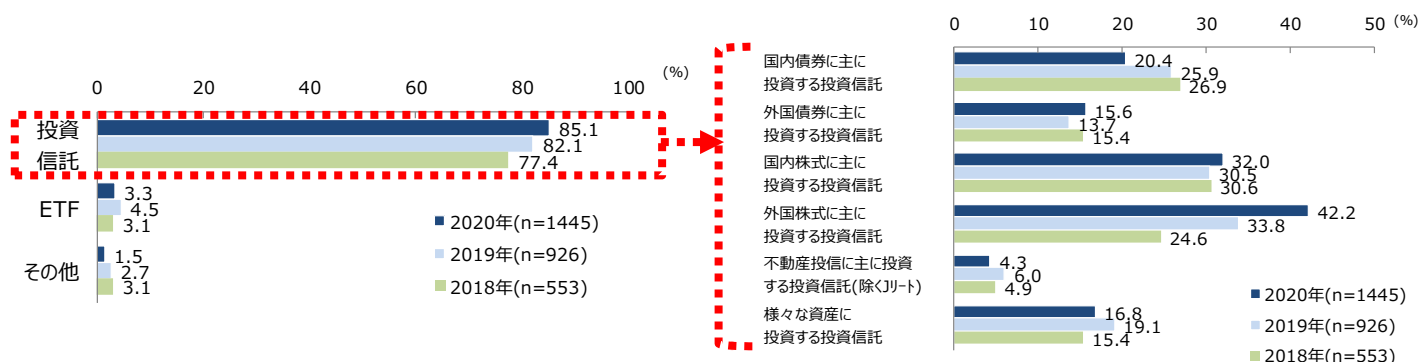 0 20 40 60 80 100 (%)
投資
信託
85.1
82.1
77.4
ETF
3.3
4.5
3.1
その他
1.5
2.7
3.1
2020年(n=1445)
2019年(n=926)
2018年(n=553)
0 10 20 30 40 50 (%)
国内債券に主に
投資する投資信託
20.4
25.9
26.9
外国債券に主に
投資する投資信託
15.6
13.7
15.4
国内株式に主に
投資する投資信託
32.0
30.5
30.6
外国株式に主に
投資する投資信託
42.2
33.8
24.6
不動産投信に主に投資
する投資信託(除くJリート)
4.3
6.0
4.9
様々な資産に
投資する投資信託
16.8
19.1
15.4
2020年(n=1445)
2019年(n=926)
2018年(n=553)